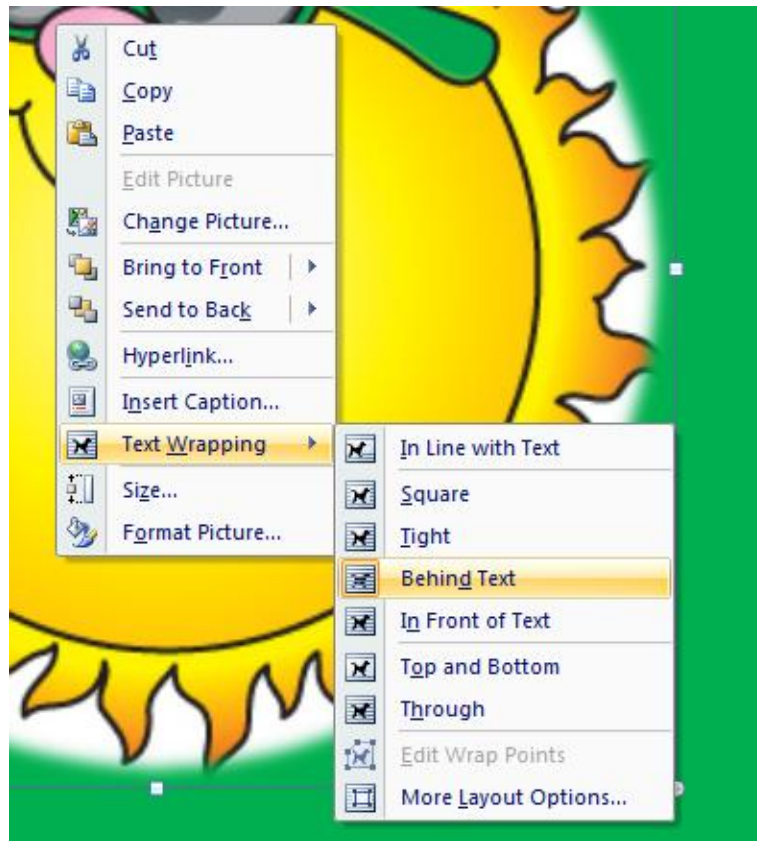 Cut
Copy
Paste
Edit Picture
Change Picture...
Bring to Front
Send to Back
Hyperlink...
Insert Caption...
Text Wrapping
Size...
Format Picture...
In Line with Text
Square
Tight
Behind Text
In Front of Text
Top and Bottom
Through
Edit Wrap Points
More Layout Options...